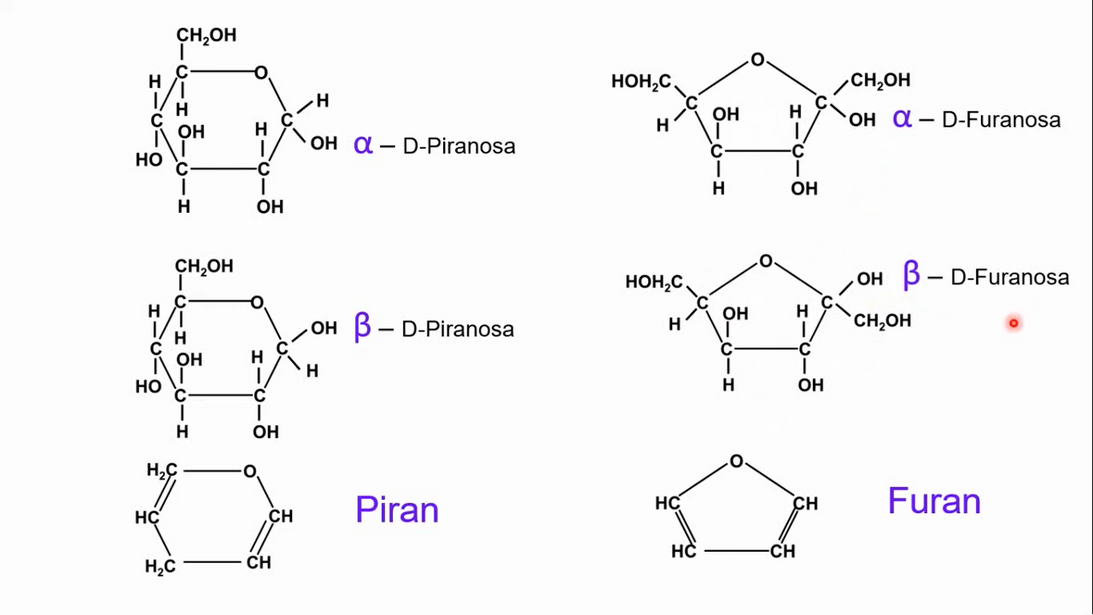 CH₂OH
C O
H
H
C C H
OH H
HO OH α – D-Piranosa
C C
H OH
O
HOH₂C CH₂OH
C C
OH H OH α – D-Furanosa
H
C C
H OH
CH₂OH
C O
H
H
OH β – D-Piranosa
C C
OH H H
HO
C C
H OH
O
HOH₂C OH β – D-Furanosa
C C
H OH H CH₂OH
C C
H OH
H₂C O
HC CH Piran
H₂C CH
O
HC CH Furan
HC CH